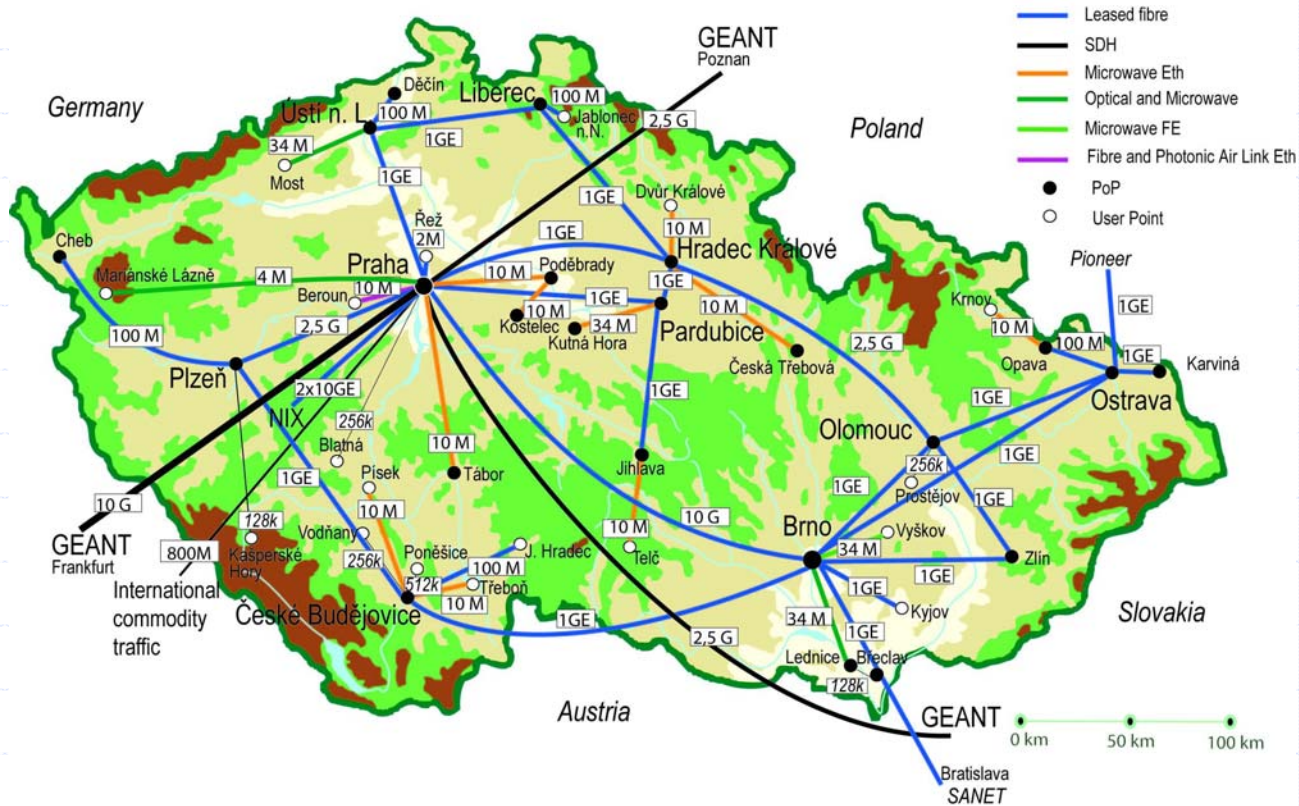 Leased fibre
SDH
Microwave Eth
Optical and Microwave
Microwave FE
Fibre and Photonic Air Link Eth
PoP
User Point
GEANT
Poznan
Germany
Poland
Děčín
Liberec
100 M
Jablonec
n.N.
Ústí n. L.
100 M
1GE
2,5 G
34 M
Most
1GE
1GE
Dvůr Králové
10 M
Řež
2M
1GE
Hradec Králové
Cheb
Mariánské Lázně
4 M
Praha
10 M
Poděbrady
1GE
Pioneer
1GE
Beroun
10 M
1GE
10 M
Krnov
10 M
2,5 G
10 M
Kostelec
34 M
Kutná Hora
Pardubice
100 M
2,5 G
Opava
100 M
1GE
Karviná
Česká Třebová
Plzeň
2x10GE
NIX
256k
1GE
1GE
Ostrava
Olomouc
Blatná
10 M
Tábor
Jihlava
256k
1GE
1GE
Písek
Prostějov
1GE
1GE
10 G
128k
Kašperské
Hory
10 M
Vodňany
256k
Poněšice
512k
100 M
J. Hradec
10 M
Telč
10 G
Brno
Vyškov
34 M
Zlín
1GE
GEANT
Frankfurt
800M
International
commodity
traffic
České Budějovice
Třeboň
10 M
1GE
1GE
Kyjov
34 M
1GE
Slovakia
2,5 G
Lednice
Břeclav
128k
Austria
GEANT
0 km
50 km
100 km
Bratislava
SANET